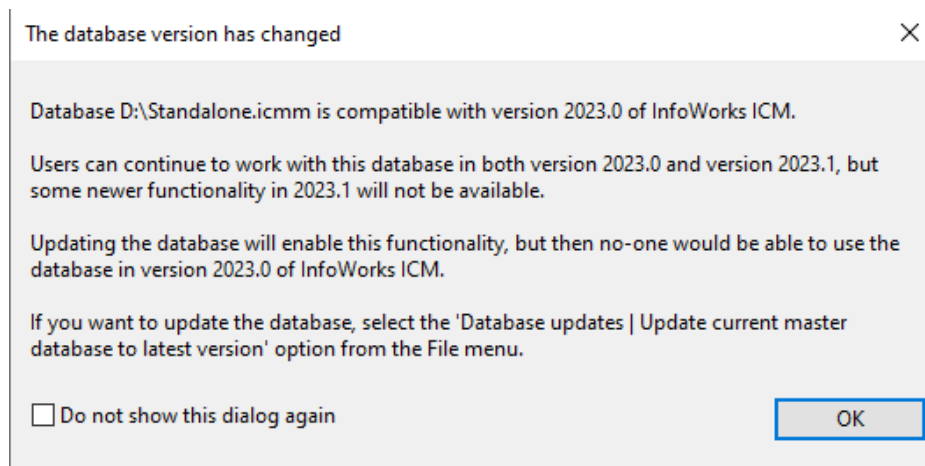 The database version has changed
Database D:\Standalone.icmm is compatible with version 2023.0 of InfoWorks ICM.
Users can continue to work with this database in both version 2023.0 and version 2023.1, but
some newer functionality in 2023.1 will not be available.
Updating the database will enable this functionality, but then no-one would be able to use the
database in version 2023.0 of InfoWorks ICM.
If you want to update the database, select the 'Database updates | Update current master
database to latest version' option from the File menu.
Do not show this dialog again
OK